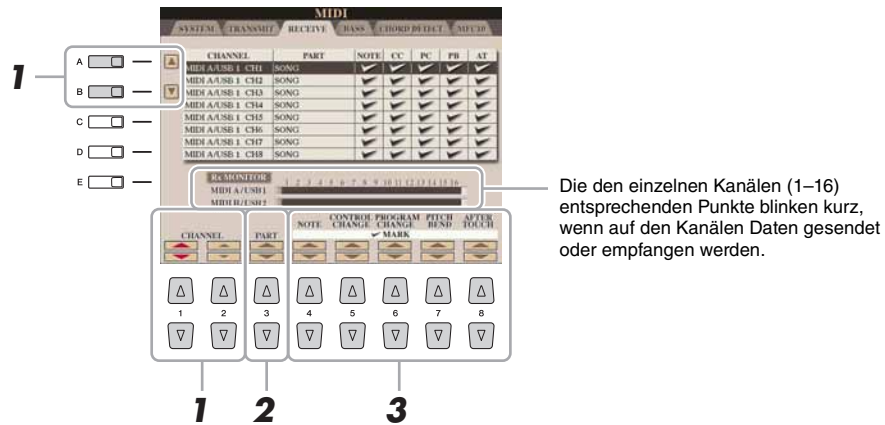 MIDI
SYSTEM TRANSMIT RECEIVE BASS CHORD DETECT MFC10
CHANNEL PART NOTE CC PC PB AT
MIDI A/USB 1 CH1 SONG
MIDI A/USB 1 CH2 SONG
MIDI A/USB 1 CH3 SONG
MIDI A/USB 1 CH4 SONG
MIDI A/USB 1 CH5 SONG
MIDI A/USB 1 CH6 SONG
MIDI A/USB 1 CH7 SONG
MIDI A/USB 1 CH8 SONG
A
B
C
D
E
1
Rx MONITOR 1 2 3 4 5 6 7 8 9 10 11 12 13 14 15 16
MIDI A/USB1
MIDI B/USB2
Die den einzelnen Kanälen (1–16)
entsprechenden Punkte blinken kurz,
wenn auf den Kanälen Daten gesendet
oder empfangen werden.
CHANNEL PART NOTE CONTROL CHANGE PROGRAM CHANGE PITCH BEND AFTER TOUCH
MARK
1 2 3 4 5 6 7 8
1 2 3